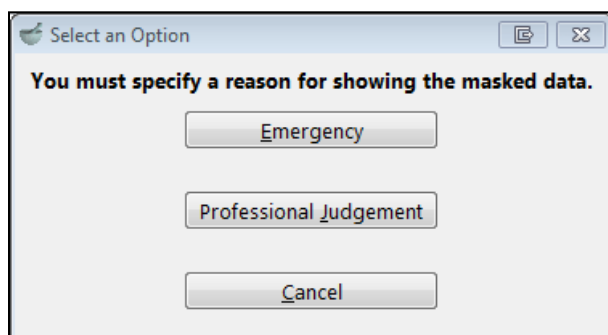 Select an Option
You must specify a reason for showing the masked data.
Emergency
Professional Judgement
Cancel